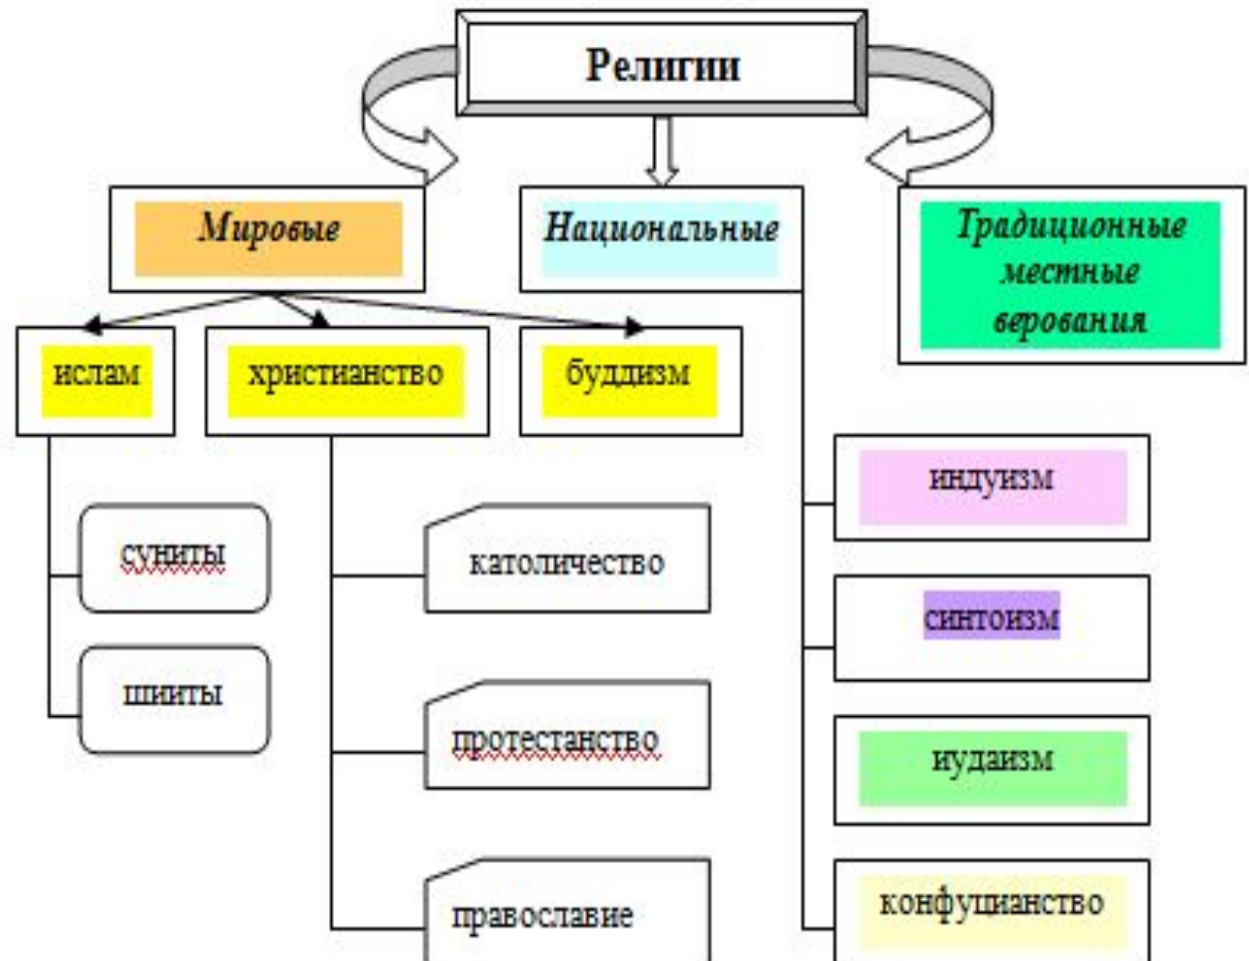 Религии
Мировые
Национальные
Традиционные
местные
верования
ислам
христианство
буддизм
индуизм
суниты
католичество
синтоизм
шииты
протестанство
иудаизм
православие
конфуцианство